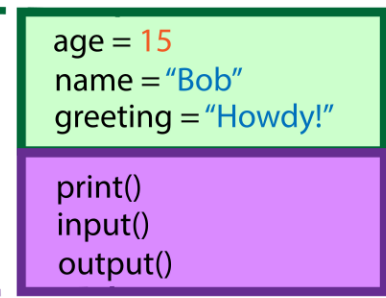 age = 15
name = “Bob”
greeting = “Howdy!”
print()
input()
output()